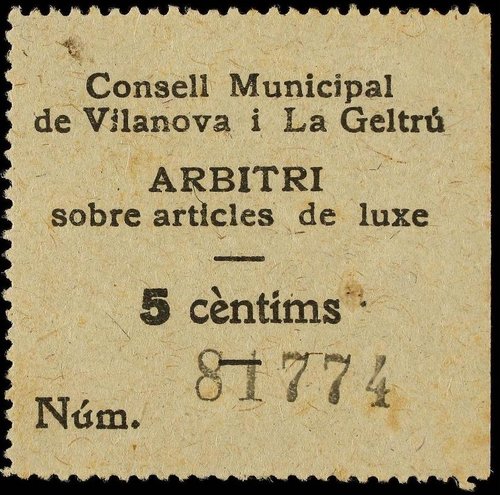 Consell Municipal
de Vilanova i La Geltrú
ARBITRI
sobre articles de luxe
5 cèntims
81774
Núm.